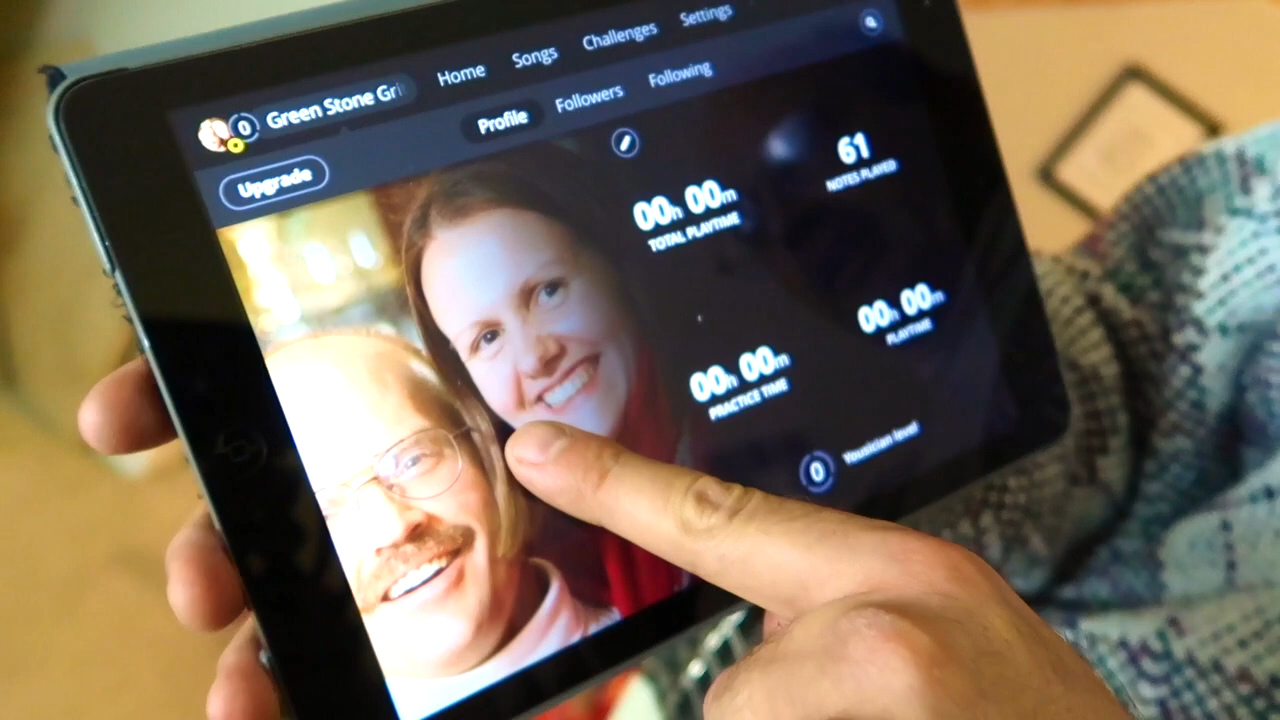 Home Songs Challenges Settings
0 Green Stone Gri
Profile Followers Following
Upgrade
00h 00m
TOTAL PLAYTIME
61
NOTES PLAYED
00h 00m
PRACTICE TIME
00h 00m
PLAYTIME
0 Yousician level